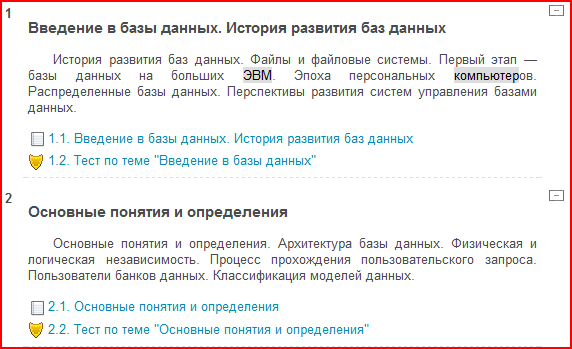 1
Введение в базы данных. История развития баз данных
История развития баз данных. Файлы и файловые системы. Первый этап —
базы данных на больших ЭВМ. Эпоха персональных компьютеров.
Распределенные базы данных. Перспективы развития систем управления базами
данных.
1.1. Введение в базы данных. История развития баз данных
1.2. Тест по теме "Введение в базы данных"
2
Основные понятия и определения
Основные понятия и определения. Архитектура базы данных. Физическая и
логическая независимость. Процесс прохождения пользовательского запроса.
Пользователи банков данных. Классификация моделей данных.
2.1. Основные понятия и определения
2.2. Тест по теме "Основные понятия и определения"